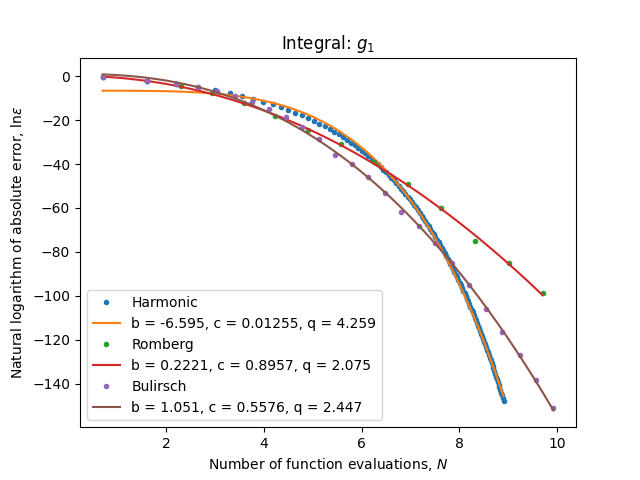 Integral: g₁
Natural logarithm of absolute error, lnε
0
−20
−40
−60
−80
−100
−120
−140
Harmonic
b = -6.595, c = 0.01255, q = 4.259
Romberg
b = 0.2221, c = 0.8957, q = 2.075
Bulirsch
b = 1.051, c = 0.5576, q = 2.447
2 4 6 8 10
Number of function evaluations, N